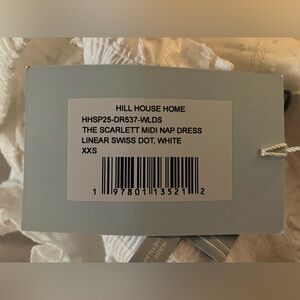 HILL HOUSE HOME
HHSP25-DR537-WLDS
THE SCARLETT MIDI NAP DRESS
LINEAR SWISS DOT, WHITE
XXS
1 97801 13521 2